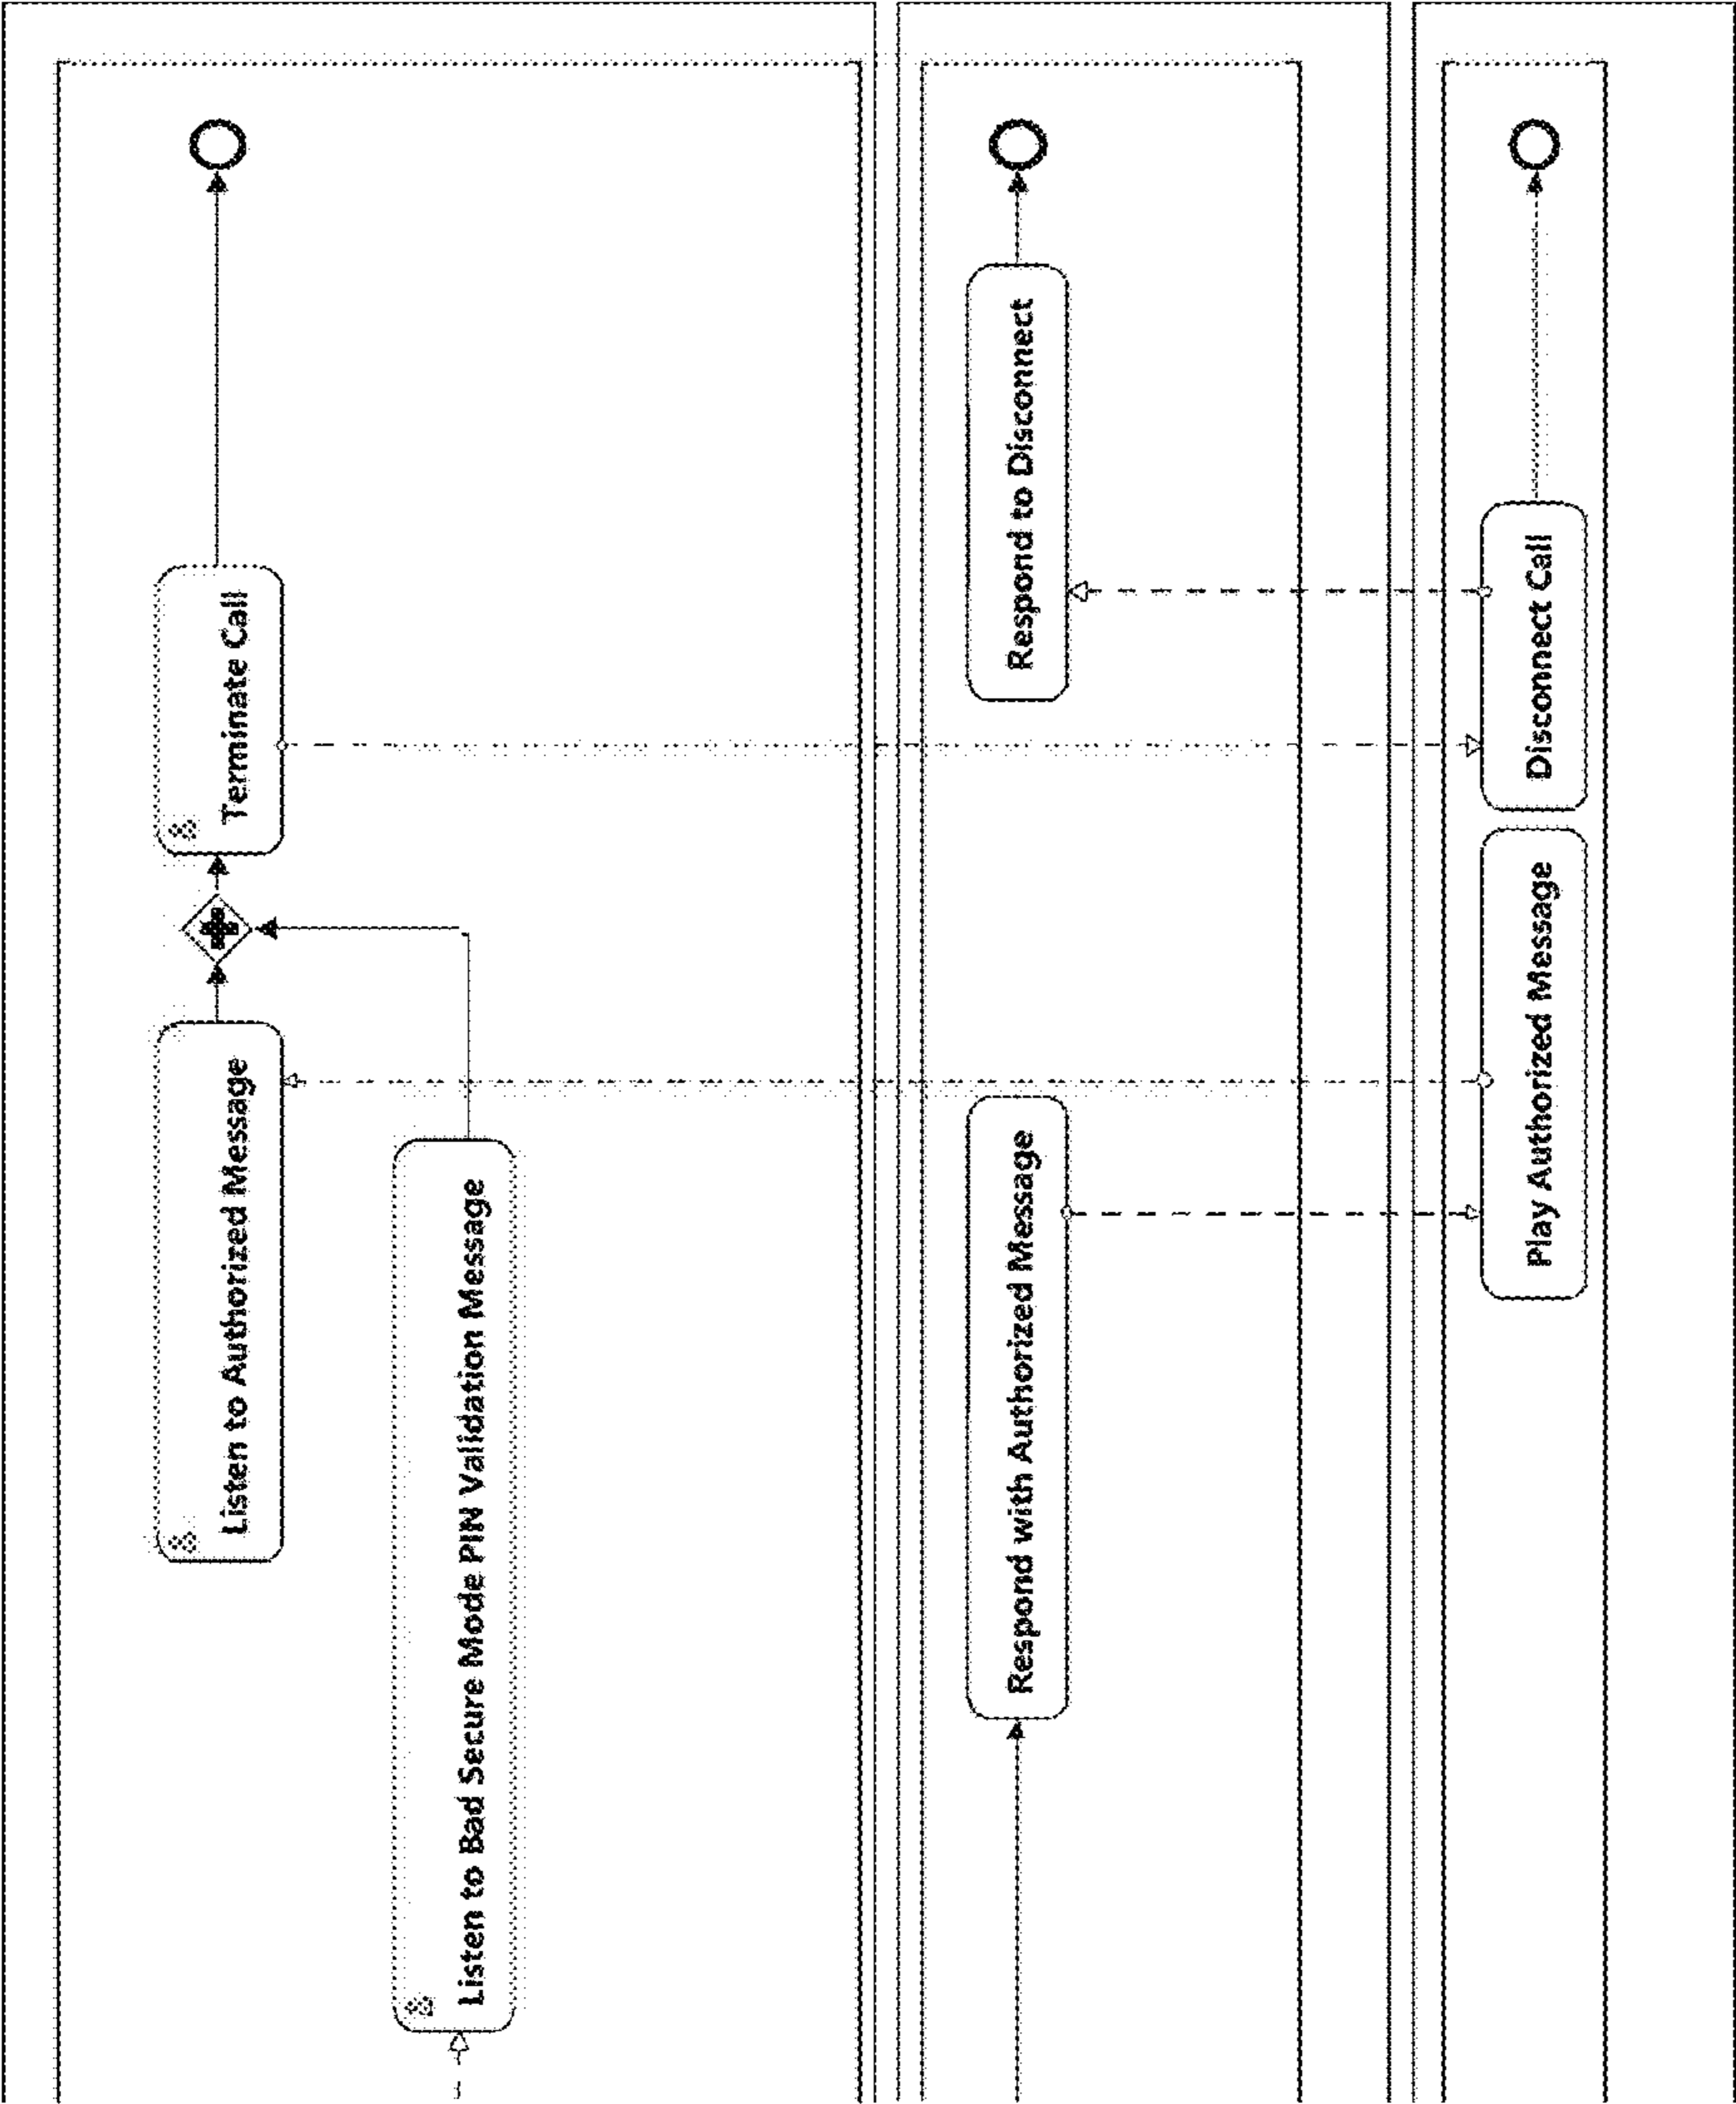 Listen to Authorized Message
Terminate Call
Listen to Bad Secure Mode PIN Validation Message
Respond with Authorized Message
Respond to Disconnect
Play Authorized Message
Disconnect Call